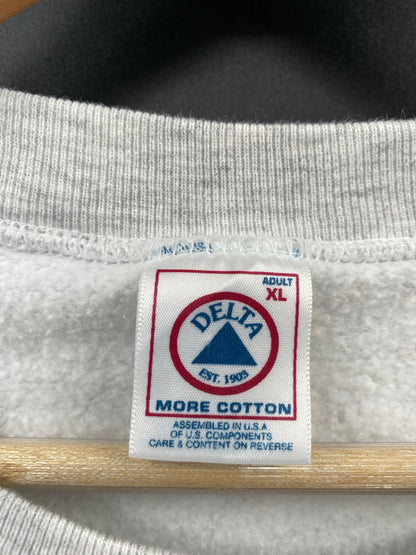 ADULT
XL
DELTA
EST. 1903
MORE COTTON
ASSEMBLED IN U.S.A
OF U.S. COMPONENTS
CARE & CONTENT ON REVERSE